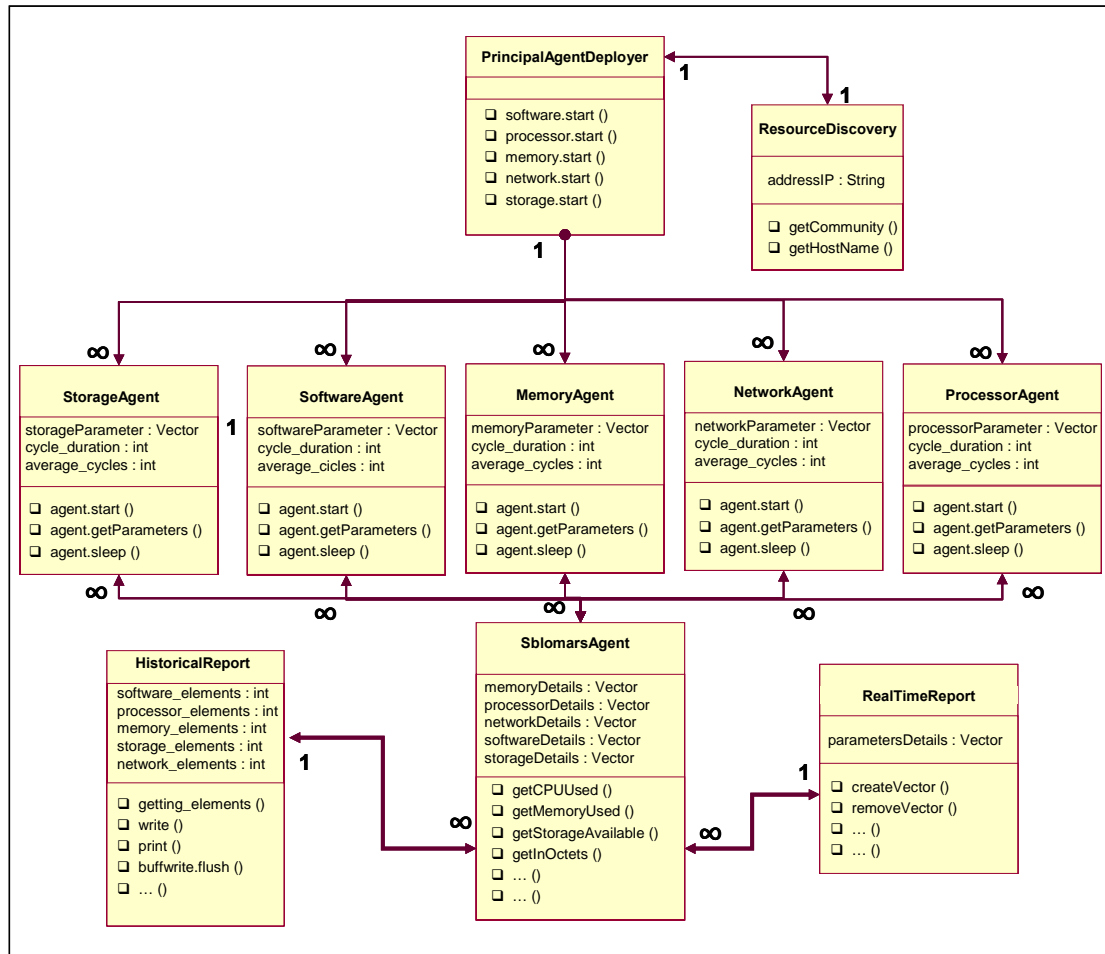 PrincipalAgentDeployer
software.start ()
processor.start ()
memory.start ()
network.start ()
storage.start ()
1
1
ResourceDiscovery
addressIP : String
getCommunity ()
getHostName ()
1
∞
∞
∞
∞
∞
StorageAgent
storageParameter : Vector
cycle_duration : int
average_cycles : int
agent.start ()
agent.getParameters ()
agent.sleep ()
1
SoftwareAgent
softwareParameter : Vector
cycle_duration : int
average_cicles : int
agent.start ()
agent.getParameters ()
agent.sleep ()
MemoryAgent
memoryParameter : Vector
cycle_duration : int
average_cycles : int
agent.start ()
agent.getParameters ()
agent.sleep ()
NetworkAgent
networkParameter : Vector
cycle_duration : int
average_cycles : int
agent.start ()
agent.getParameters ()
agent.sleep ()
ProcessorAgent
processorParameter : Vector
cycle_duration : int
average_cycles : int
agent.start ()
agent.getParameters ()
agent.sleep ()
∞
∞
∞
∞
∞
HistoricalReport
software_elements : int
processor_elements : int
memory_elements : int
storage_elements : int
network_elements : int
getting_elements ()
write ()
print ()
buffwrite.flush ()
... ()
1
∞
SblomarsAgent
memoryDetails : Vector
processorDetails : Vector
networkDetails : Vector
softwareDetails : Vector
storageDetails : Vector
getCPUUsed ()
getMemoryUsed ()
getStorageAvailable ()
getInOctets ()
... ()
... ()
∞
1
RealTimeReport
parametersDetails : Vector
createVector ()
removeVector ()
... ()
... ()